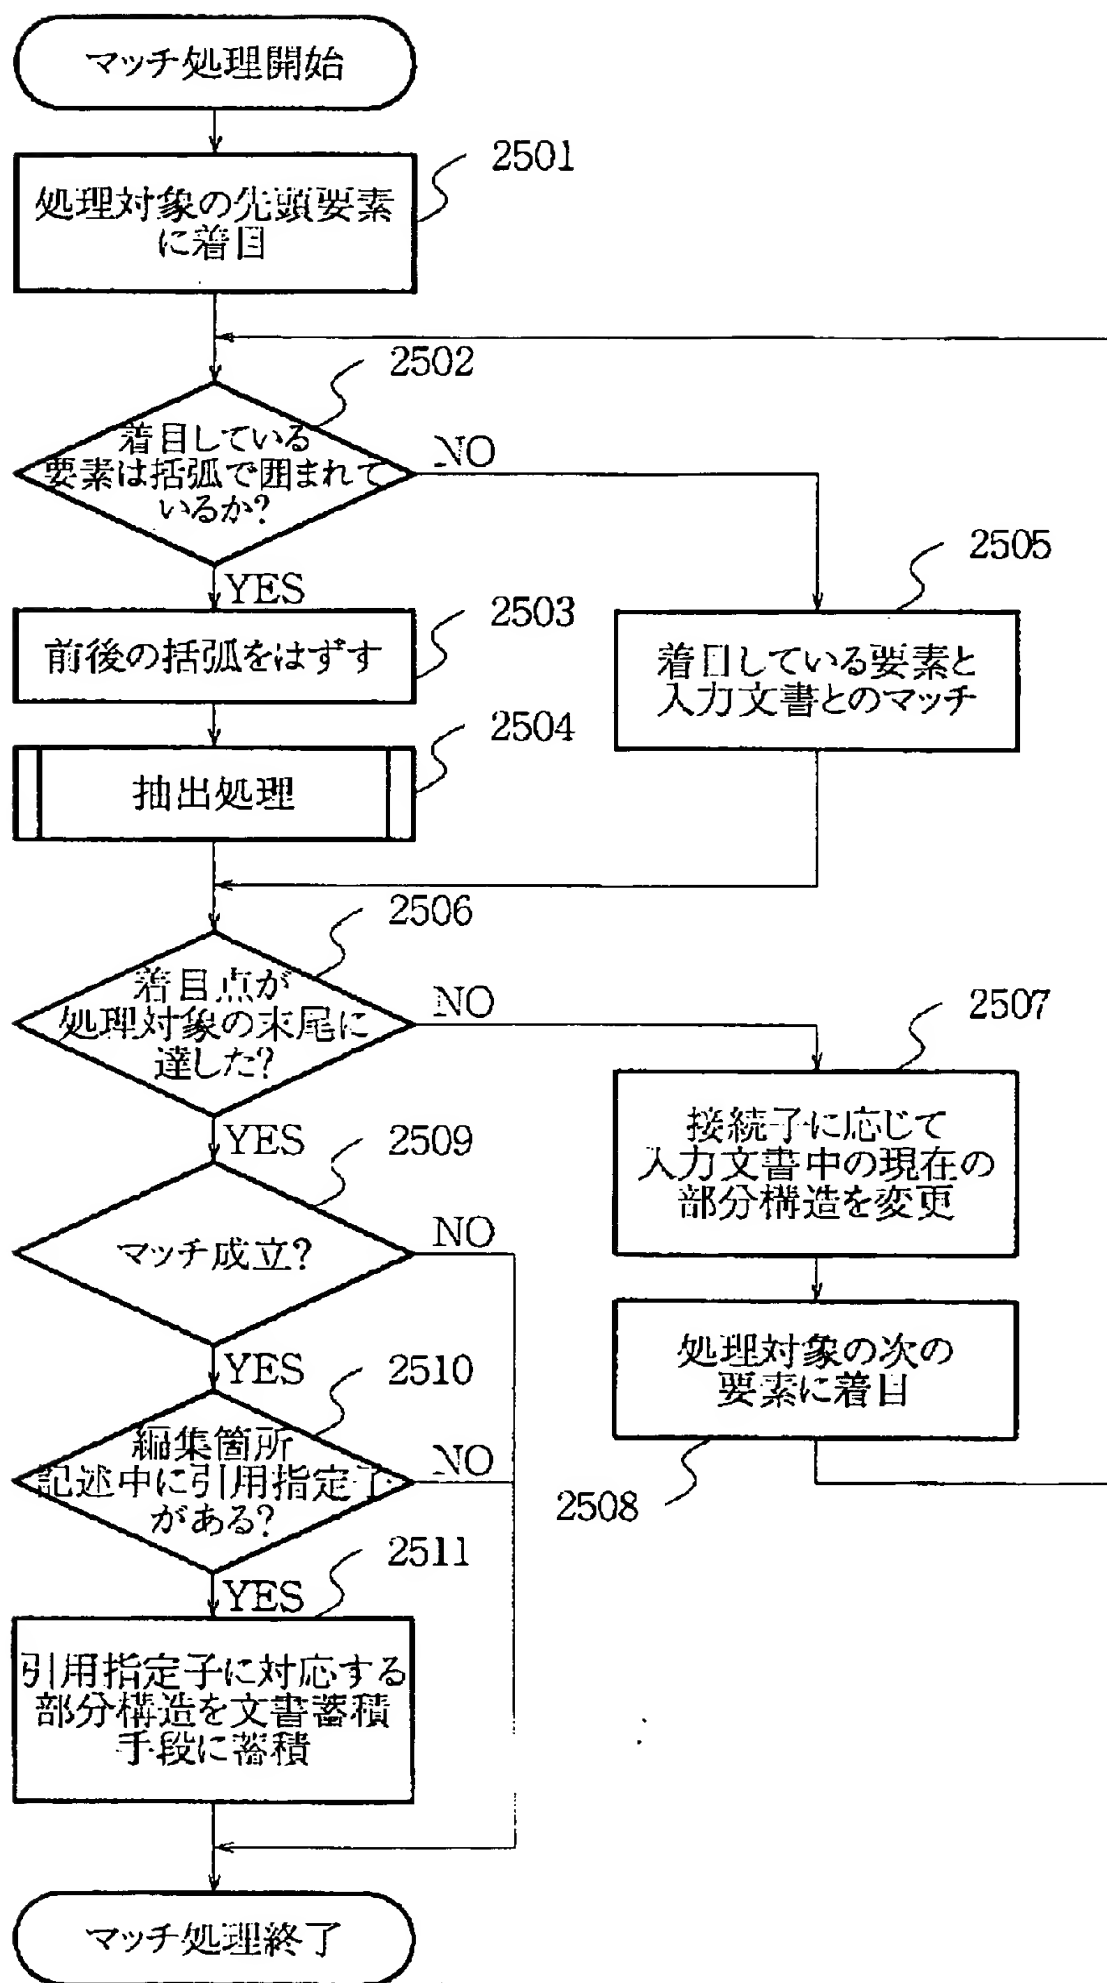 マッチ処理開始
2501
処理対象の先頭要素
に着目
2502
着目している
要素は括弧で囲まれて
いるか?
NO
YES
2503
前後の括弧をはずす
2504
抽出処理
2505
着目している要素と
入力文書とのマッチ
2506
着目点が
処理対象の末尾に
達した?
NO
YES
2507
接続子に応じて
入力文書中の現在の
部分構造を変更
処理対象の次の
要素に着目
2508
2509
マッチ成立?
NO
YES
2510
編集箇所
記述中に引用指定子
がある?
NO
YES
2511
引用指定子に対応する
部分構造を文書蓄積
手段に蓄積
マッチ処理終了